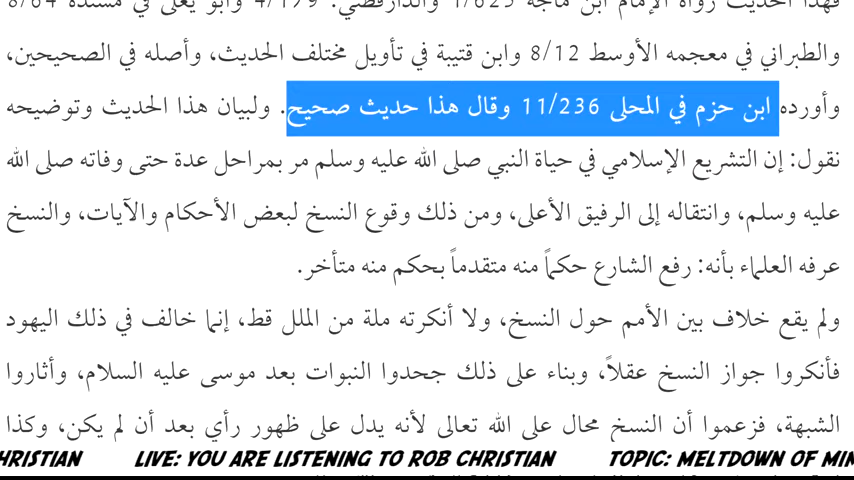 فهذا الحديث رواه الإمام ابن ماجه 1/625 والدارقطني: 4/179 وأبو يعلى في مسنده 8/64
والطبراني في معجمه الأوسط 8/12 وابن قتيبة في تأويل مختلف الحديث، وأصله في الصحيحين،
وأورده ابن حزم في المحلى 11/236 وقال هذا حديث صحيح. ولبيان هذا الحديث وتوضيحه
نقول: إن التشريع الإسلامي في حياة النبي صلى الله عليه وسلم مر بمراحل عدة حتى وفاته صلى الله
عليه وسلم، وانتقاله إلى الرفيق الأعلى، ومن ذلك وقوع النسخ لبعض الأحكام والآيات، والنسخ
عرفه العلماء بأنه: رفع الشارع حكماً منه متقدماً بحكم منه متأخر.
ولم يقع خلاف بين الأمم حول النسخ، ولا أنكرته ملة من الملل قط، إنما خالف في ذلك اليهود
فأنكروا جواز النسخ عقلاً، وبناء على ذلك جحدوا النبوات بعد موسى عليه السلام، وأثاروا
الشبهة، فزعموا أن النسخ محال على الله تعالى لأنه يدل على ظهور رأي بعد أن لم يكن، وكذا
HRISTIAN LIVE: YOU ARE LISTENING TO ROB CHRISTIAN TOPIC: MELTDOWN OF MIN